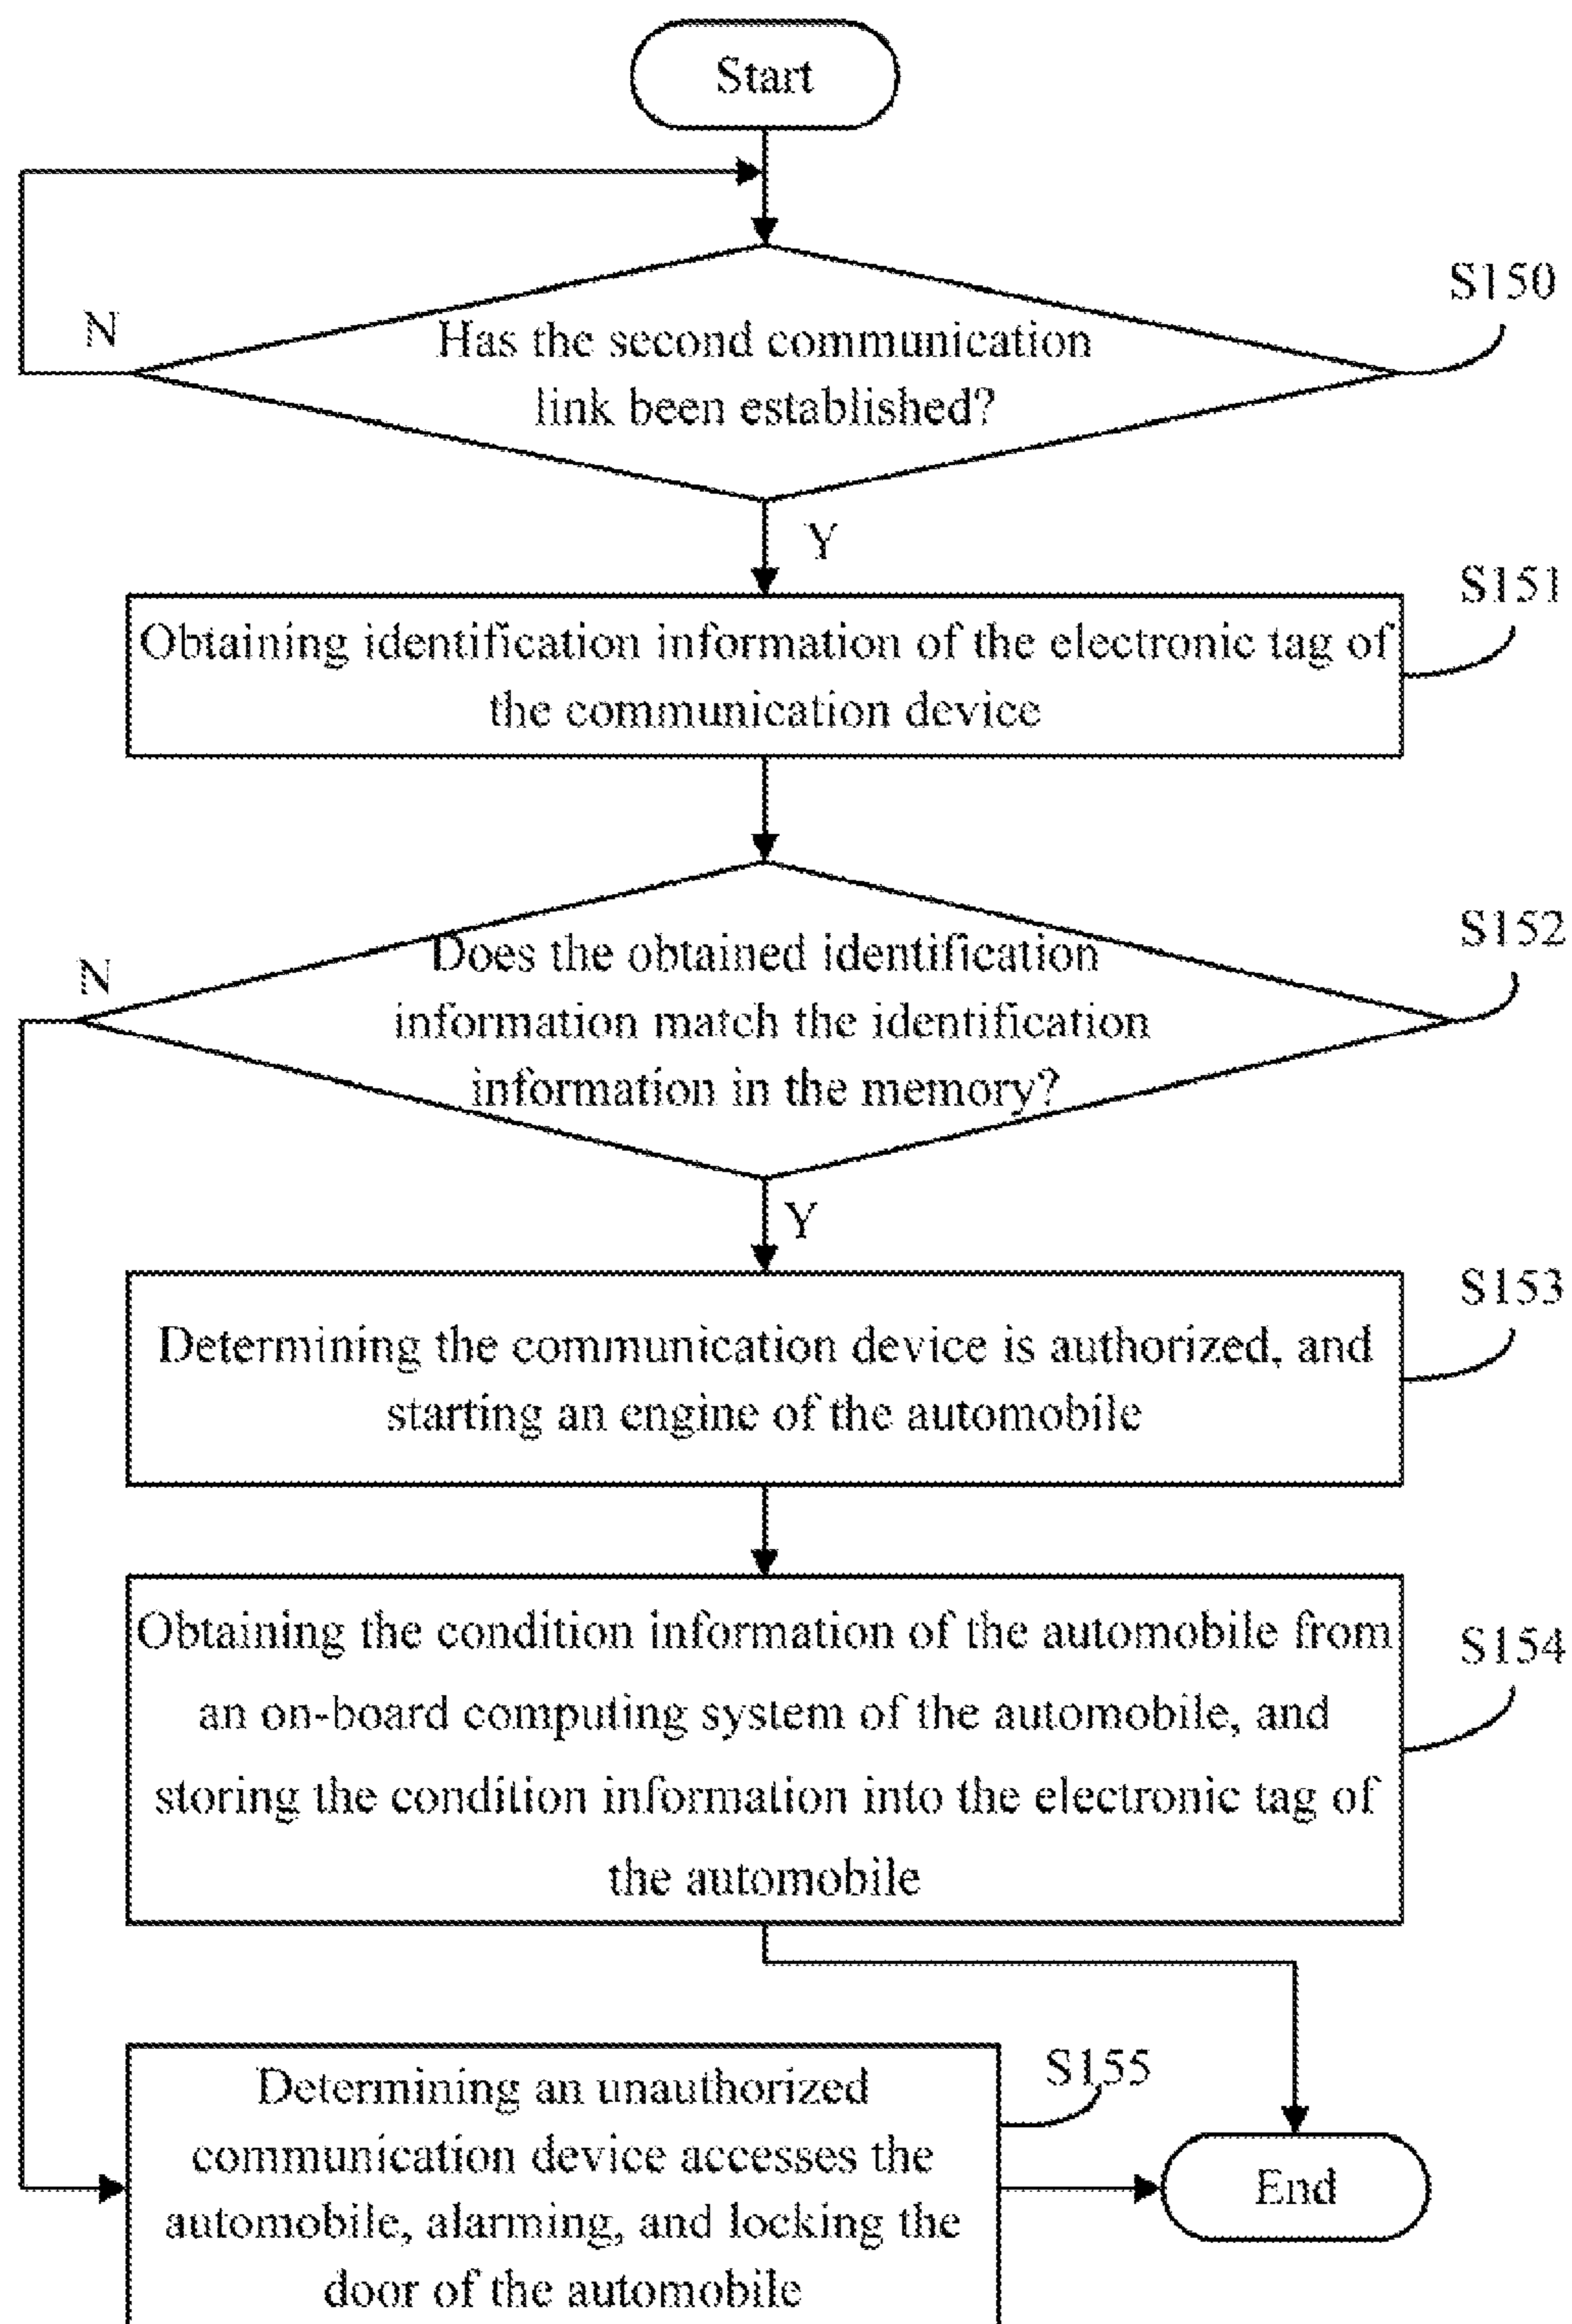 Start
N
Has the second communication
link been established?
S150
Y
S151
Obtaining identification information of the electronic tag of
the communication device
N
Does the obtained identification
information match the identification
information in the memory?
S152
Y
S153
Determining the communication device is authorized, and
starting an engine of the automobile
Obtaining the condition information of the automobile from
an on-board computing system of the automobile, and
storing the condition information into the electronic tag of
the automobile
S154
S155
Determining an unauthorized
communication device accesses the
automobile, alarming, and locking the
door of the automobile
End